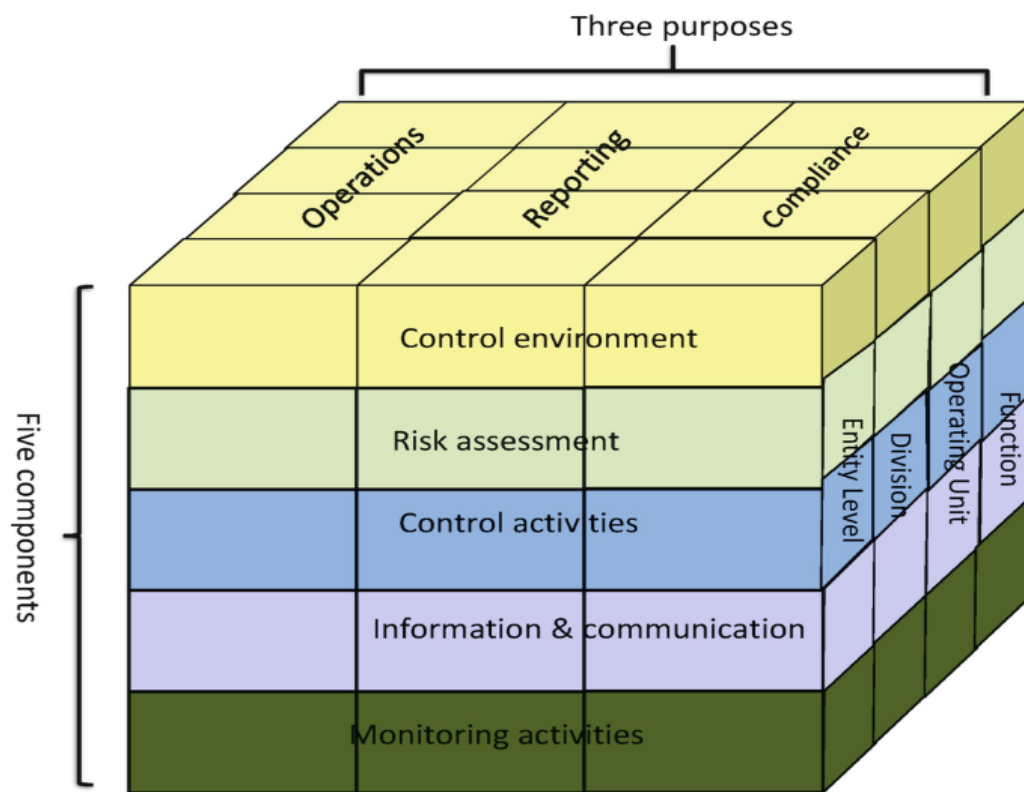 Three purposes
Operations
Reporting
Compliance
Five components
Control environment
Risk assessment
Control activities
Information & communication
Monitoring activities
Entity Level
Division
Operating Unit
Function